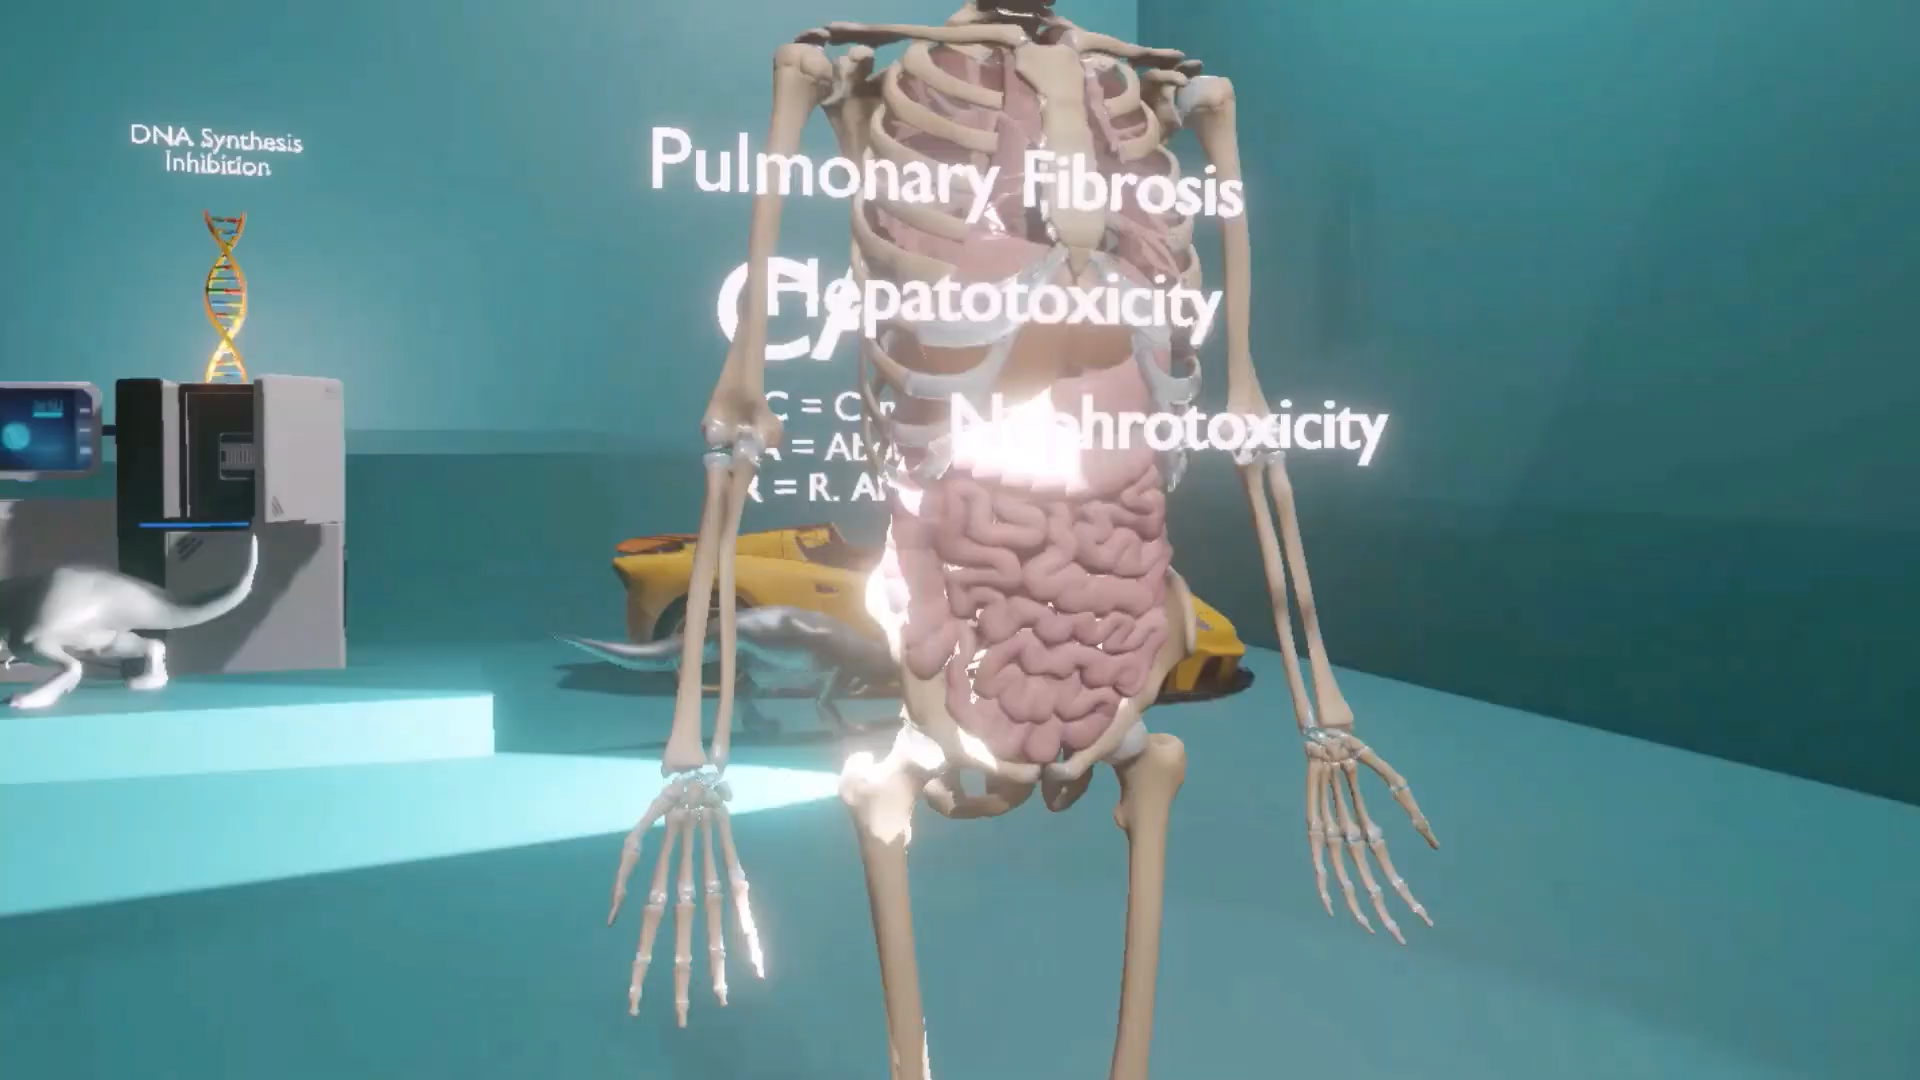 DNA Synthesis
Inhibition
Pulmonary Fibrosis
Hepatotoxicity
Nephrotoxicity
C =
A =
= R.